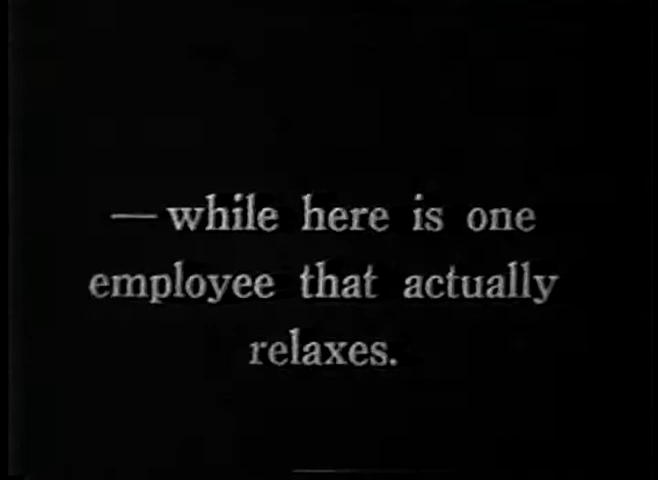 —while here is one
employee that actually
relaxes.